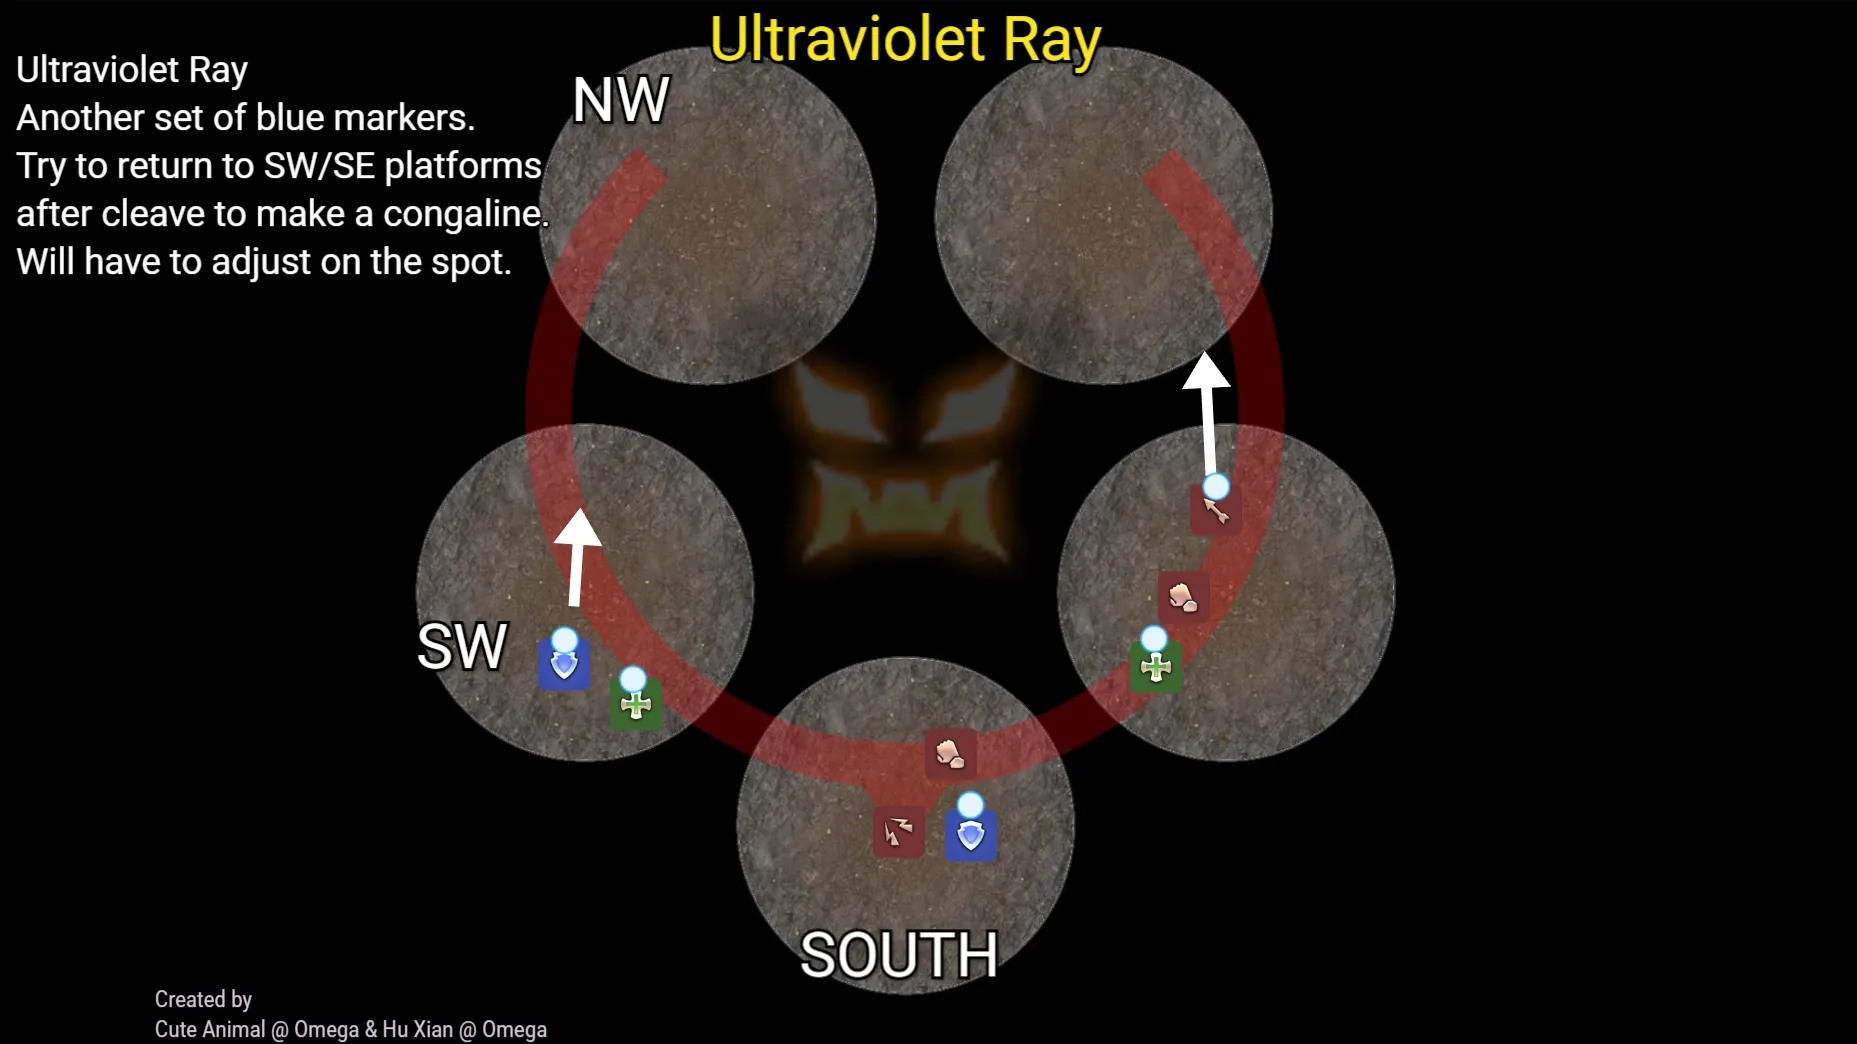 Ultraviolet Ray
Ultraviolet Ray
Another set of blue markers.
Try to return to SW/SE platforms
after cleave to make a congaline.
Will have to adjust on the spot.
NW
SW
SOUTH
Created by
Cute Animal @ Omega & Hu Xian @ Omega